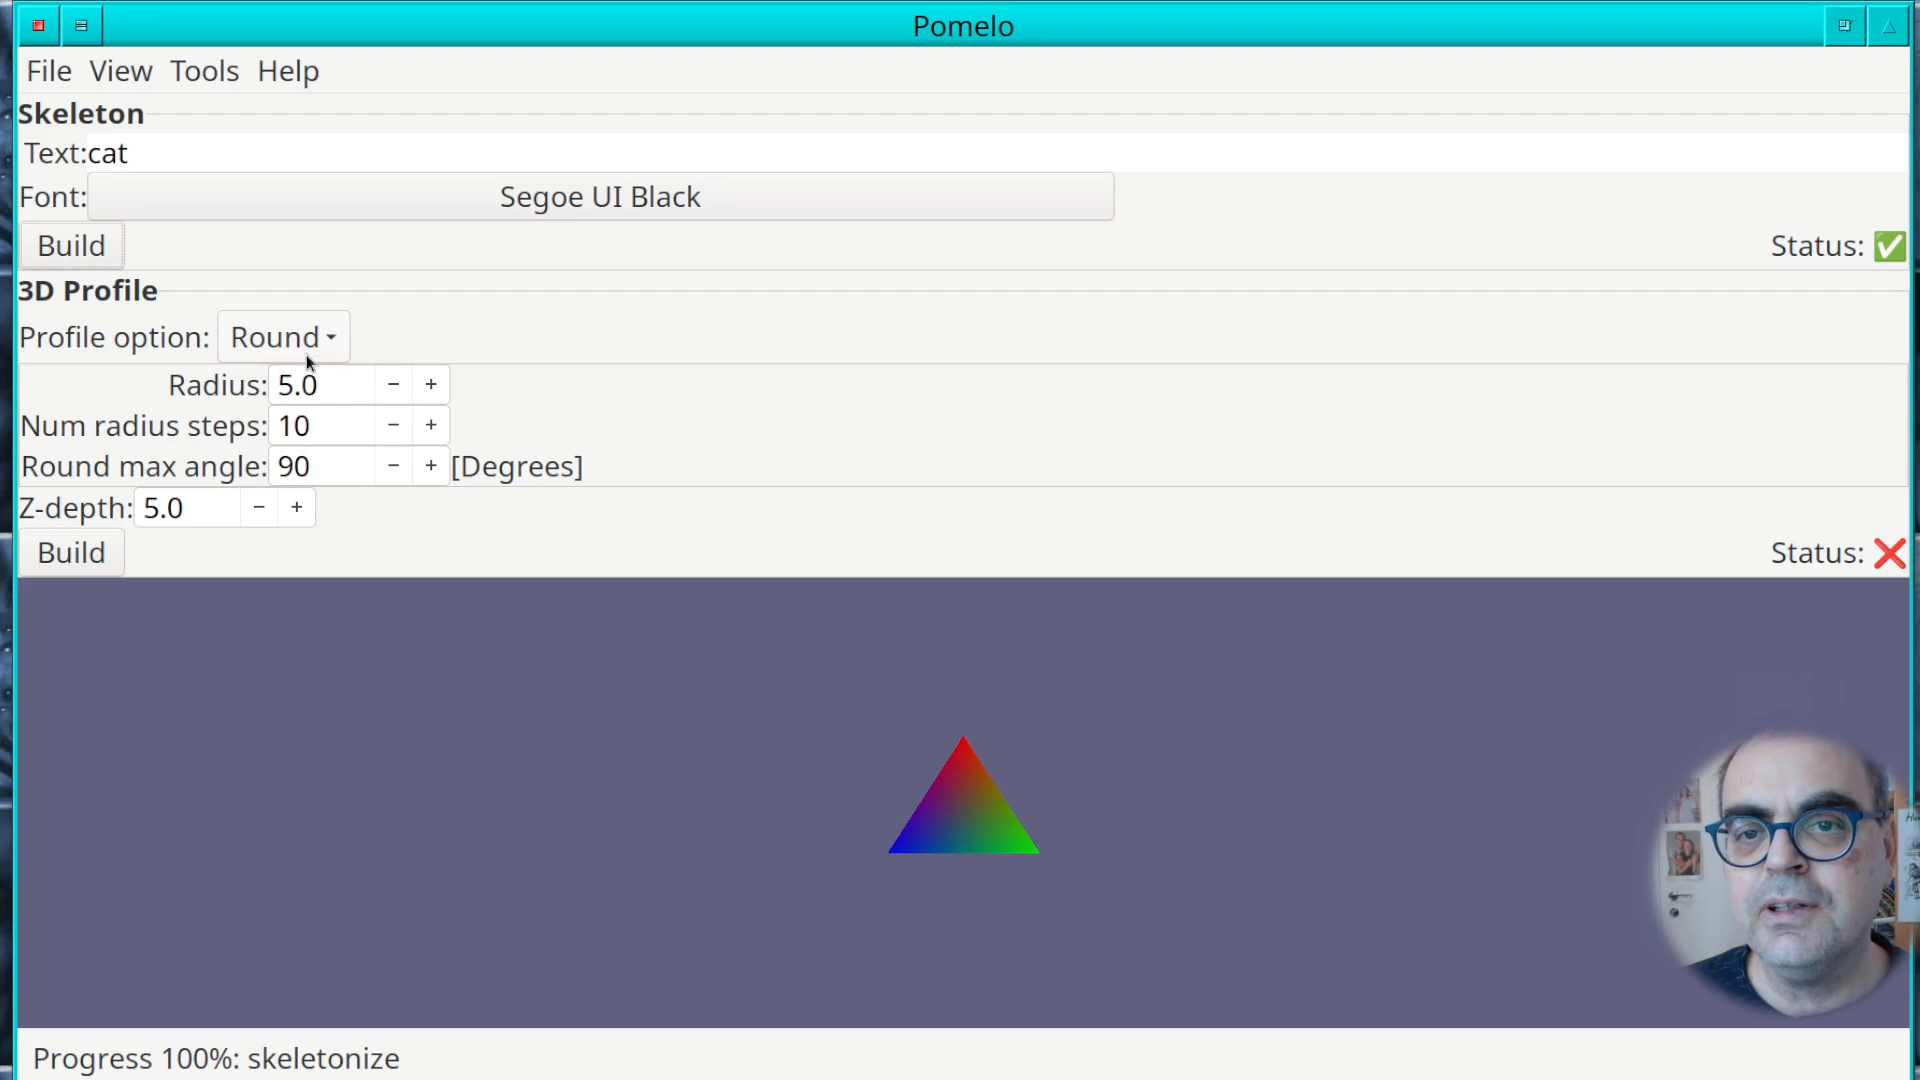 Pomelo
File View Tools Help
Skeleton
Text: cat
Font: Segoe UI Black
Build Status: ✅
3D Profile
Profile option: Round
Radius: 5.0 − +
Num radius steps: 10 − +
Round max angle: 90 − + [Degrees]
Z-depth: 5.0 − +
Build Status: ❌
Progress 100%: skeletonize